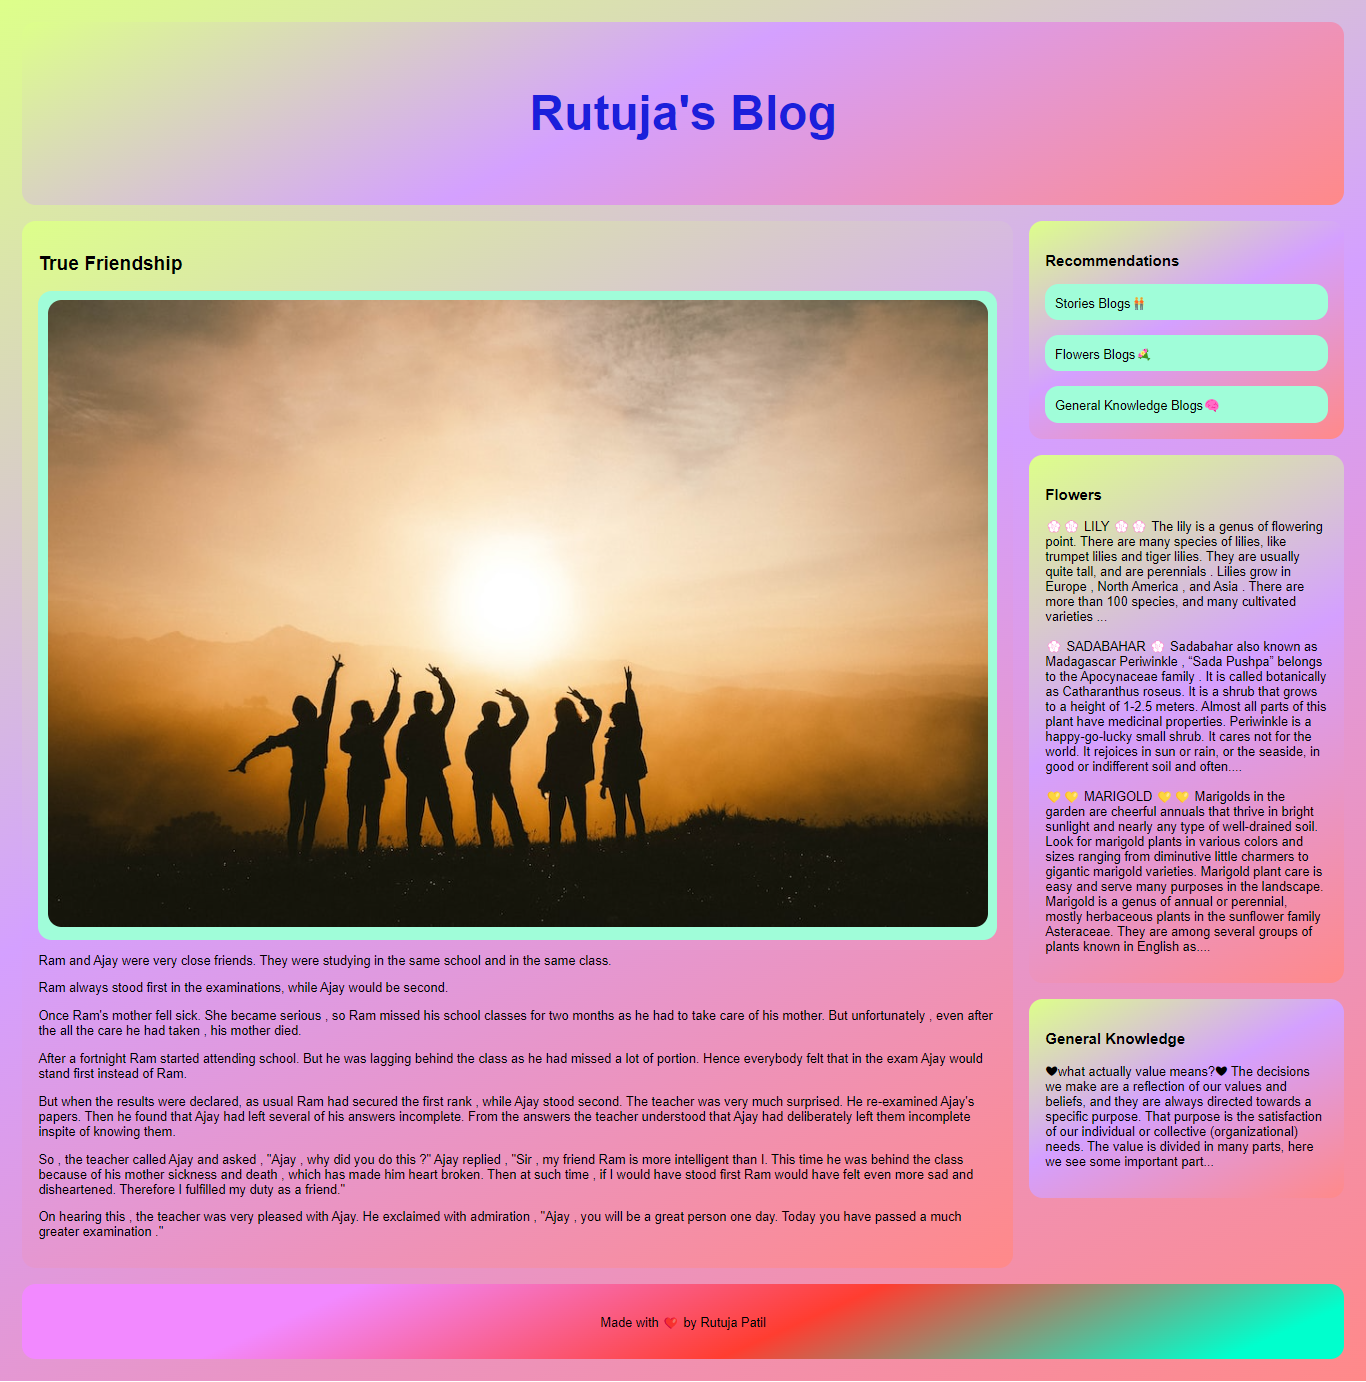 Rutuja's Blog
True Friendship
Ram and Ajay were very close friends. They were studying in the same school and in the same class.
Ram always stood first in the examinations, while Ajay would be second.
Once Ram's mother fell sick. She became serious , so Ram missed his school classes for two months as he had to take care of his mother. But unfortunately , even after
the all the care he had taken , his mother died.
After a fortnight Ram started attending school. But he was lagging behind the class as he had missed a lot of portion. Hence everybody felt that in the exam Ajay would
stand first instead of Ram.
But when the results were declared, as usual Ram had secured the first rank , while Ajay stood second. The teacher was very much surprised. He re-examined Ajay's
papers. Then he found that Ajay had left several of his answers incomplete. From the answers the teacher understood that Ajay had deliberately left them incomplete
inspite of knowing them.
So , the teacher called Ajay and asked , "Ajay , why did you do this ?" Ajay replied , "Sir , my friend Ram is more intelligent than I. This time he was behind the class
because of his mother sickness and death , which has made him heart broken. Then at such time , if I would have stood first Ram would have felt even more sad and
disheartened. Therefore I fulfilled my duty as a friend."
On hearing this , the teacher was very pleased with Ajay. He exclaimed with admiration , "Ajay , you will be a great person one day. Today you have passed a much
greater examination ."
Recommendations
Stories Blogs👬
Flowers Blogs💐
General Knowledge Blogs🧠
Flowers
🌸 🌸 LILY 🌸 🌸 The lily is a genus of flowering
point. There are many species of lilies, like
trumpet lilies and tiger lilies. They are usually
quite tall, and are perennials . Lilies grow in
Europe , North America , and Asia . There are
more than 100 species, and many cultivated
varieties ...
🌸 SADABAHAR 🌸 Sadabahar also known as
Madagascar Periwinkle , “Sada Pushpa” belongs
to the Apocynaceae family . It is called botanically
as Catharanthus roseus. It is a shrub that grows
to a height of 1-2.5 meters. Almost all parts of this
plant have medicinal properties. Periwinkle is a
happy-go-lucky small shrub. It cares not for the
world. It rejoices in sun or rain, or the seaside, in
good or indifferent soil and often....
💛 💛 MARIGOLD 💛 💛 Marigolds in the
garden are cheerful annuals that thrive in bright
sunlight and nearly any type of well-drained soil.
Look for marigold plants in various colors and
sizes ranging from diminutive little charmers to
gigantic marigold varieties. Marigold plant care is
easy and serve many purposes in the landscape.
Marigold is a genus of annual or perennial,
mostly herbaceous plants in the sunflower family
Asteraceae. They are among several groups of
plants known in English as....
General Knowledge
❤what actually value means?❤ The decisions
we make are a reflection of our values and
beliefs, and they are always directed towards a
specific purpose. That purpose is the satisfaction
of our individual or collective (organizational)
needs. The value is divided in many parts, here
we see some important part...
Made with 💖 by Rutuja Patil